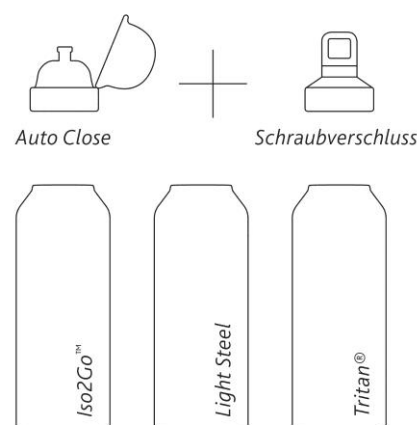 Auto Close
Schraubverschluss
Iso2Go™
Light Steel
Tritan®